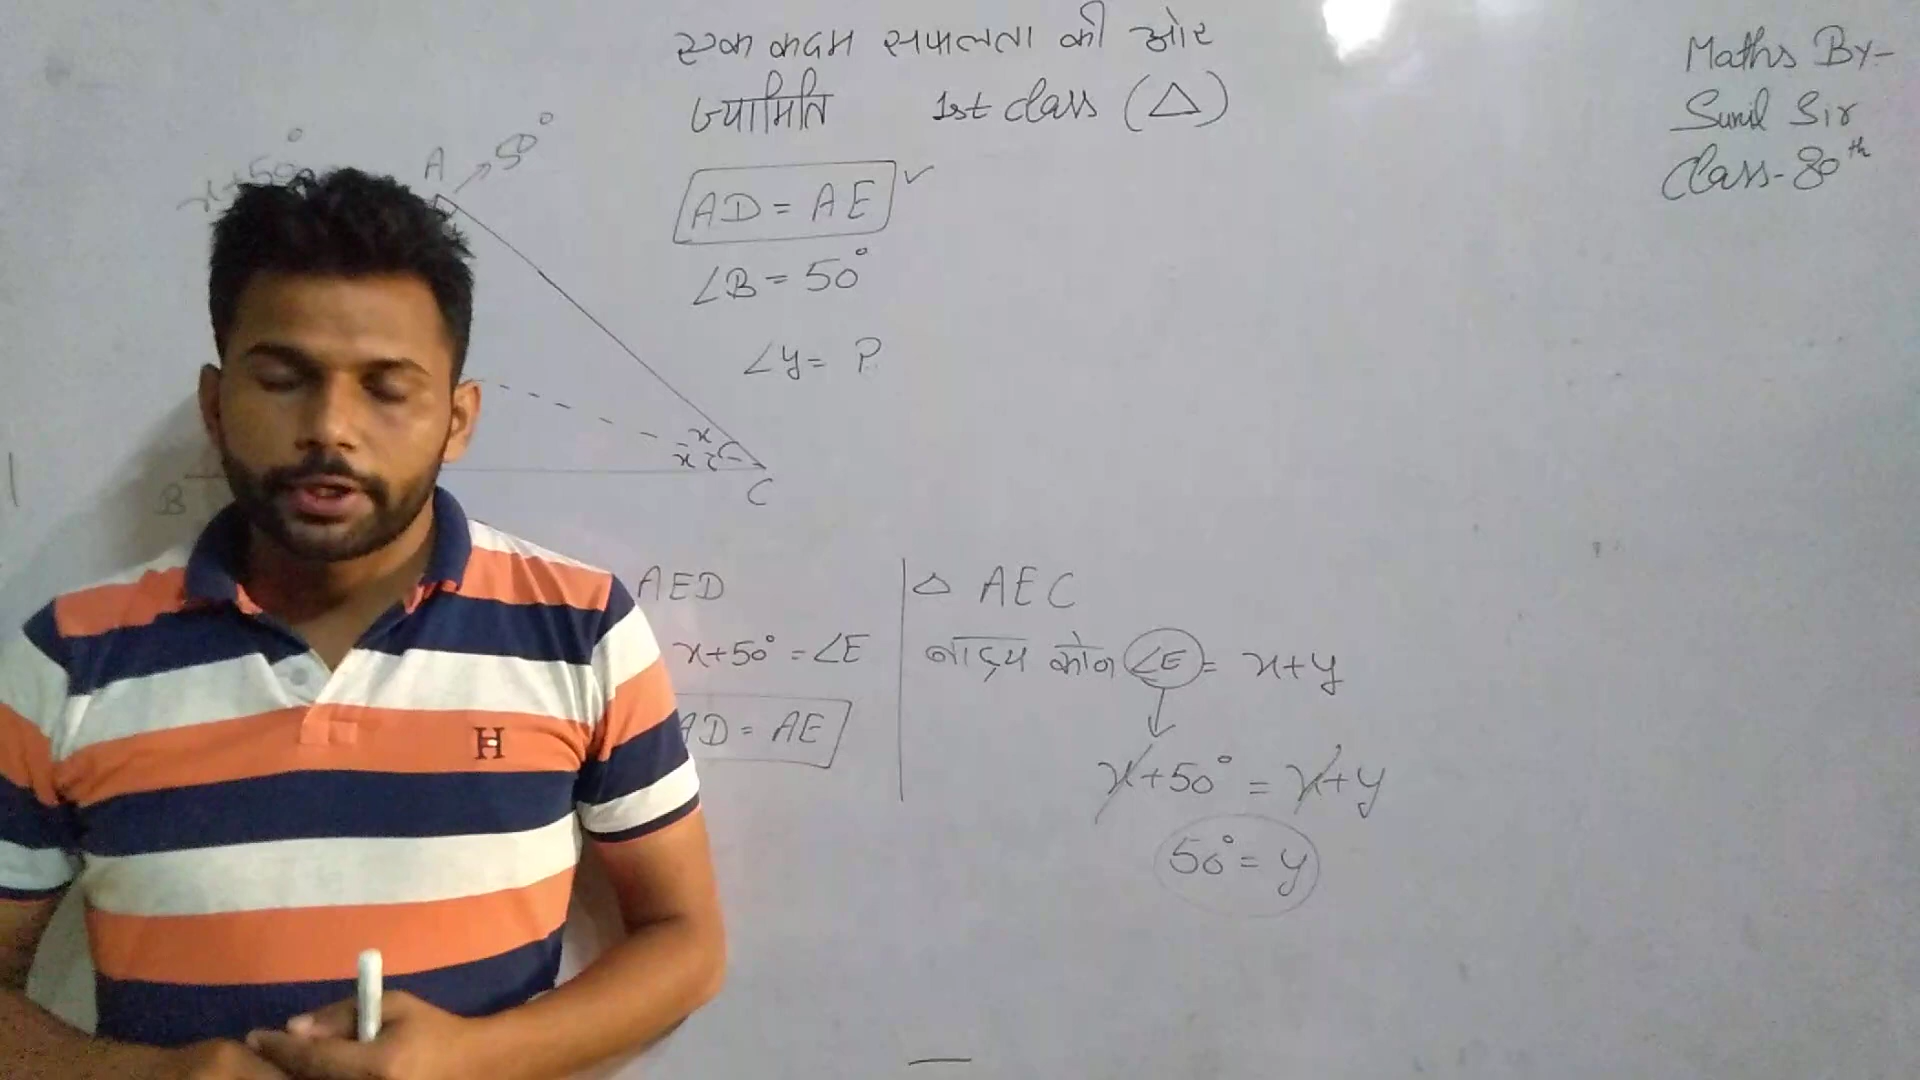 एक कदम सफलता की ओर
ज्यामिति 1st class (△)
Maths By-
Sunil Sir
Class-80th
x+50°
A → 50°
AD = AE ✓
∠B = 50°
∠y = ?
x
x
B
C
AED
x+50° = ∠E
AD = AE
△ AEC
बाह्य कोण ∠E = x+y
↓
x+50° = x+y
50° = y
H